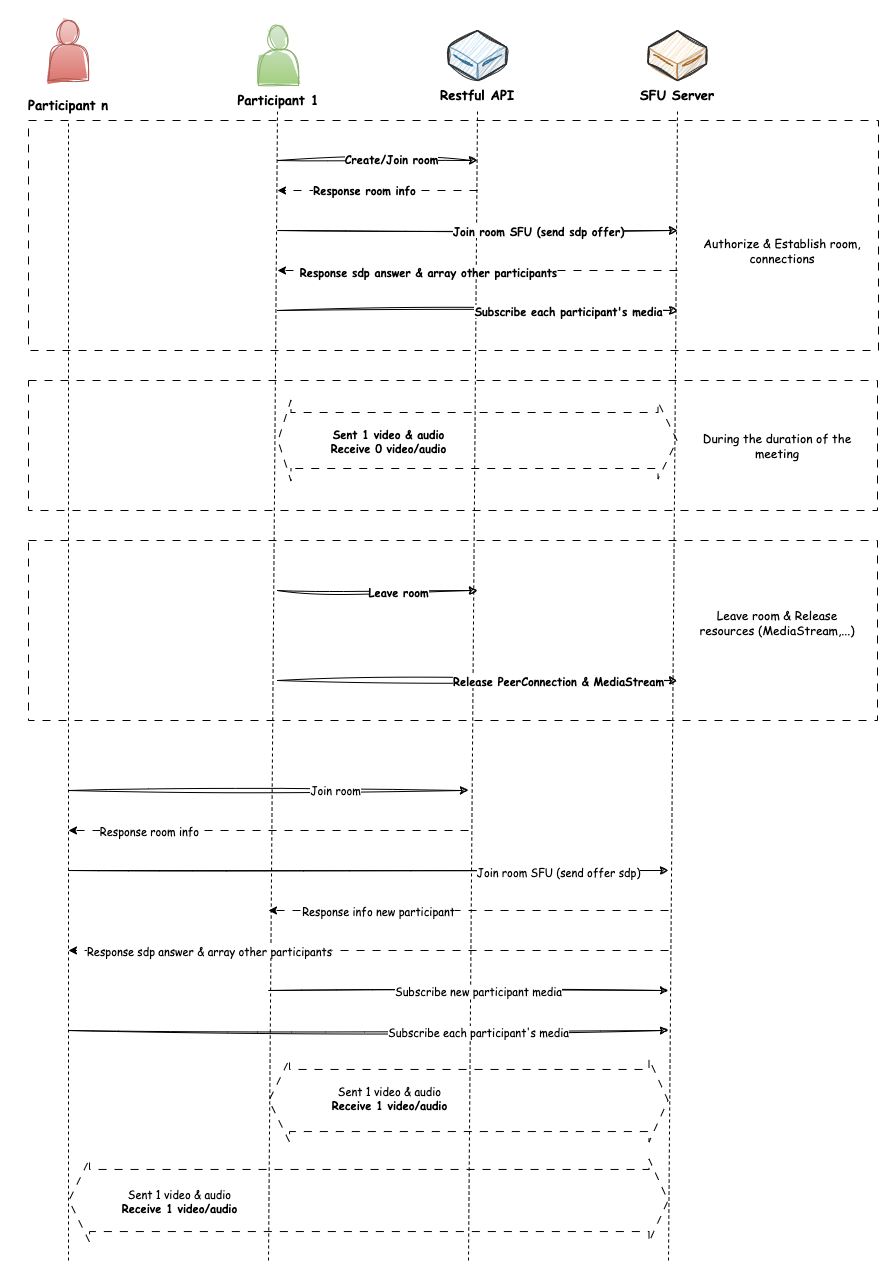 Participant n
Participant 1
Restful API
SFU Server
Create/Join room
Response room info
Join room SFU (send sdp offer)
Authorize & Establish room,
connections
Response sdp answer & array other participants
Subscribe each participant's media
Sent 1 video & audio
Receive 0 video/audio
During the duration of the
meeting
Leave room
Leave room & Release
resources (MediaStream,...)
Release PeerConnection & MediaStream
Join room
Response room info
Join room SFU (send offer sdp)
Response info new participant
Response sdp answer & array other participants
Subscribe new participant media
Subscribe each participant's media
Sent 1 video & audio
Receive 1 video/audio
Sent 1 video & audio
Receive 1 video/audio